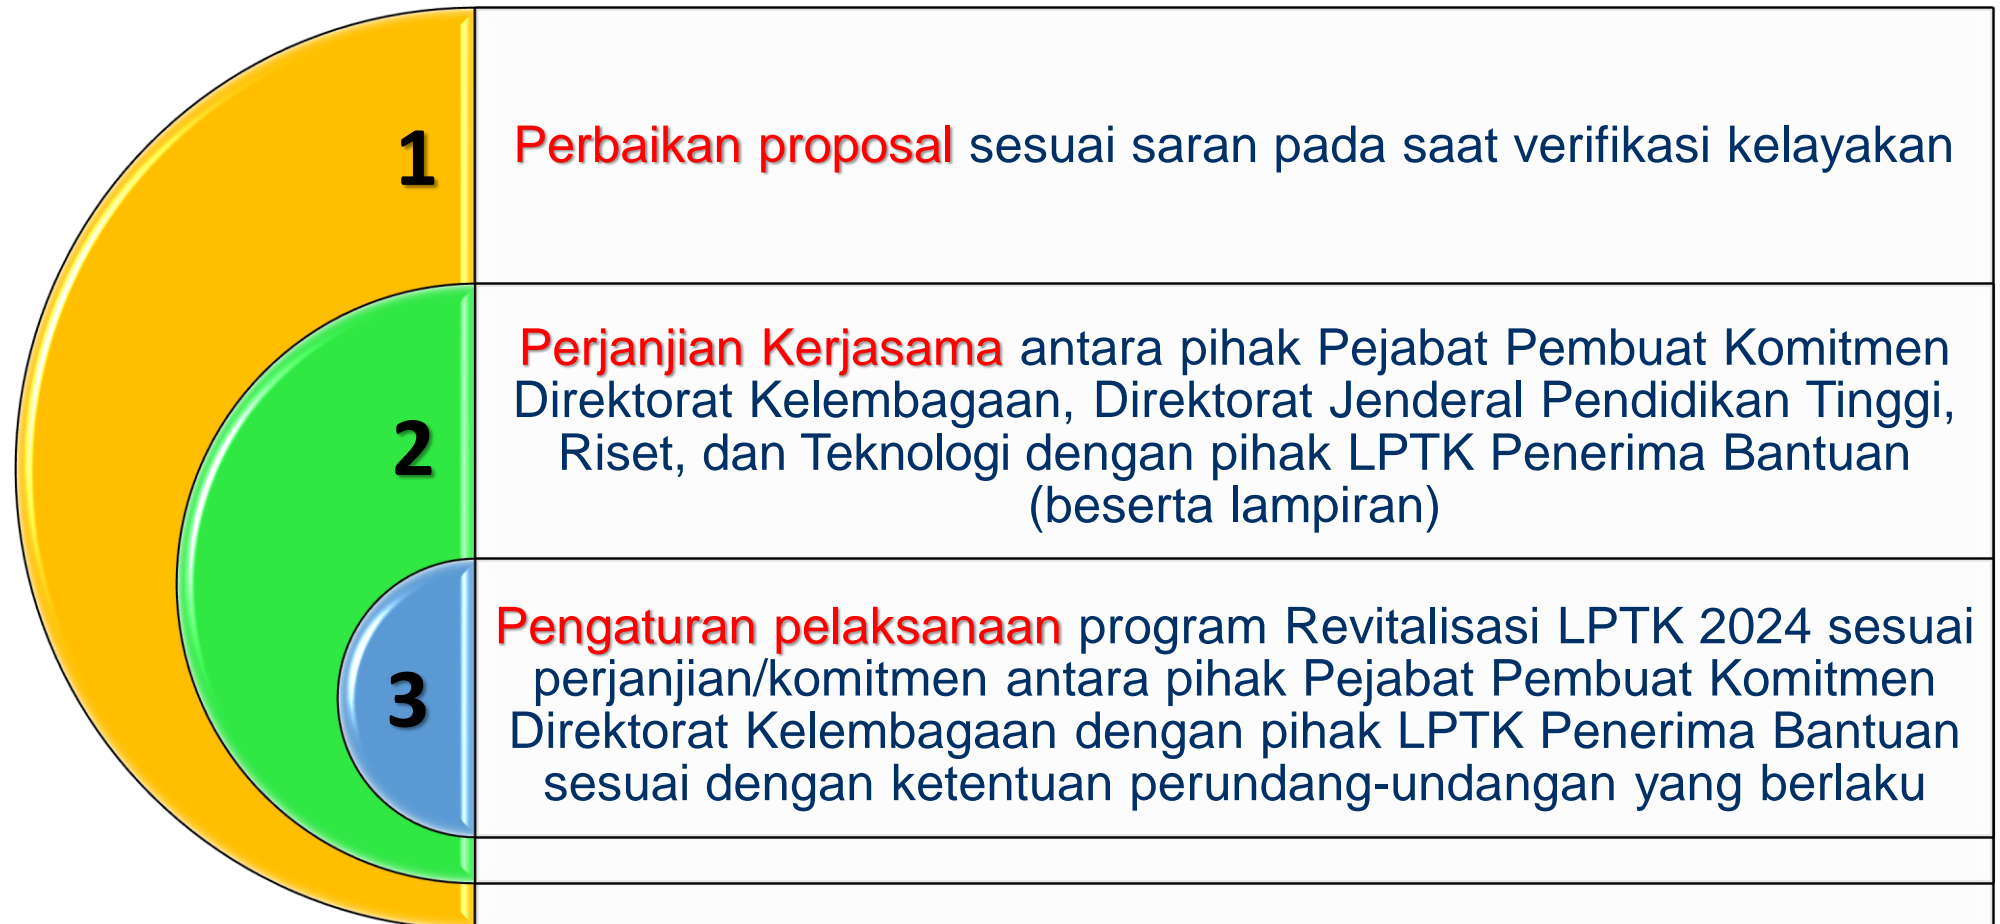 1
Perbaikan proposal sesuai saran pada saat verifikasi kelayakan
2
Perjanjian Kerjasama antara pihak Pejabat Pembuat Komitmen
Direktorat Kelembagaan, Direktorat Jenderal Pendidikan Tinggi,
Riset, dan Teknologi dengan pihak LPTK Penerima Bantuan
(beserta lampiran)
3
Pengaturan pelaksanaan program Revitalisasi LPTK 2024 sesuai
perjanjian/komitmen antara pihak Pejabat Pembuat Komitmen
Direktorat Kelembagaan dengan pihak LPTK Penerima Bantuan
sesuai dengan ketentuan perundang-undangan yang berlaku